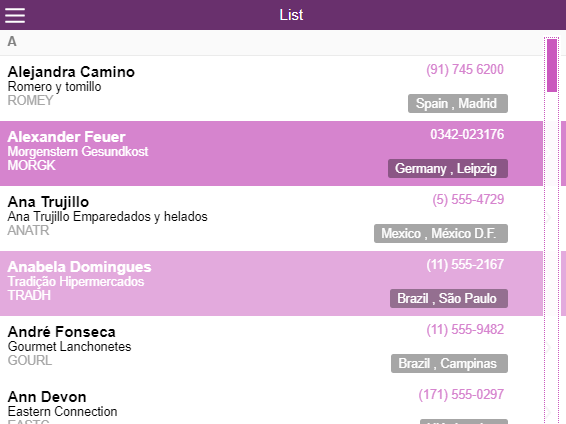 List
A
Alejandra Camino
(91) 745 6200
Romero y tomillo
ROMEY
Spain , Madrid
Alexander Feuer
0342-023176
Morgenstern Gesundkost
MORGK
Germany , Leipzig
Ana Trujillo
(5) 555-4729
Ana Trujillo Emparedados y helados
ANATR
Mexico , México D.F.
Anabela Domingues
(11) 555-2167
Tradição Hipermercados
TRADH
Brazil , São Paulo
André Fonseca
(11) 555-9482
Gourmet Lanchonetes
GOURL
Brazil , Campinas
Ann Devon
(171) 555-0297
Eastern Connection